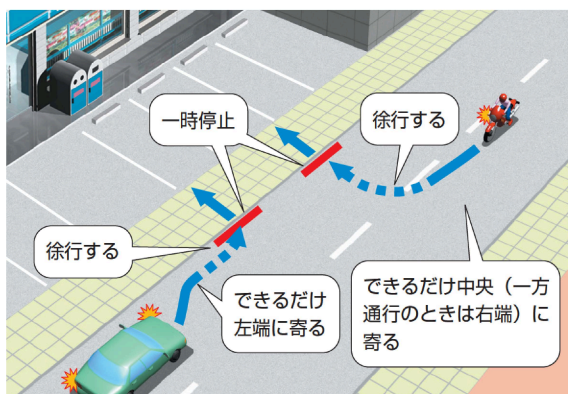 一時停止
徐行する
徐行する
できるだけ
左端に寄る
できるだけ中央（一方
通行のときは右端）に
寄る